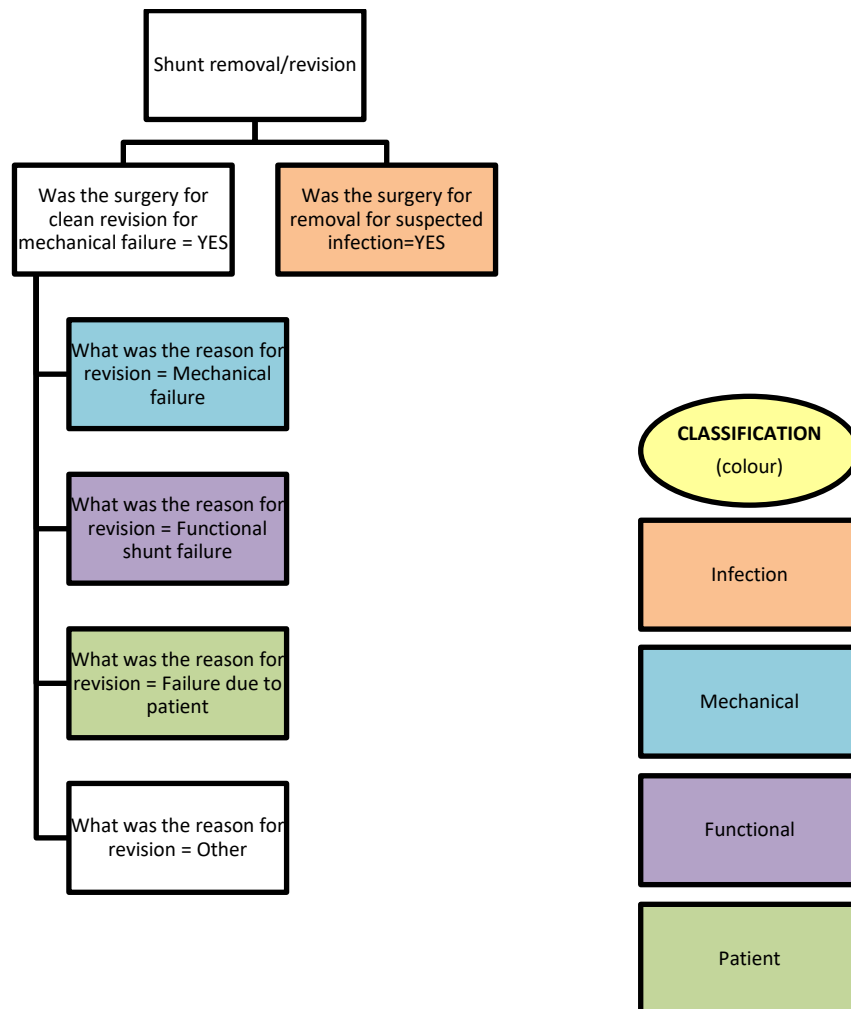 Shunt removal/revision
Was the surgery for
clean revision for
mechanical failure = YES
Was the surgery for
removal for suspected
infection=YES
What was the reason for
revision = Mechanical
failure
What was the reason for
revision = Functional
shunt failure
What was the reason for
revision = Failure due to
patient
What was the reason for
revision = Other
CLASSIFICATION
(colour)
Infection
Mechanical
Functional
Patient